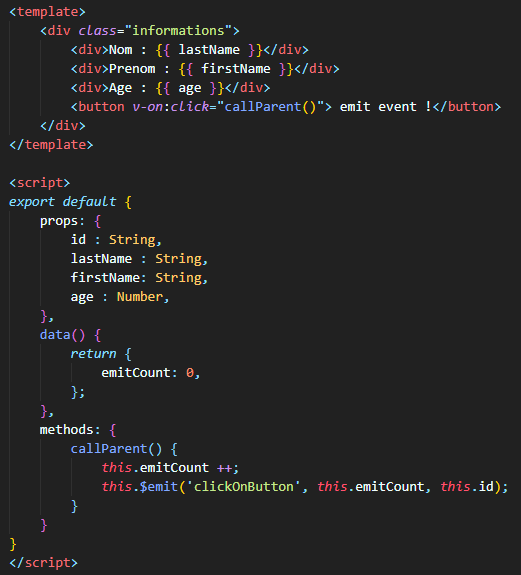 <template>
    <div class="informations">
        <div>Nom : {{ lastName }}</div>
        <div>Prenom : {{ firstName }}</div>
        <div>Age : {{ age }}</div>
        <button v-on:click="callParent()"> emit event !</button>
    </div>
</template>

<script>
export default {
    props: {
        id : String,
        lastName : String,
        firstName: String,
        age : Number,
    },
    data() {
        return {
            emitCount: 0,
        };
    },
    methods: {
        callParent() {
            this.emitCount ++;
            this.$emit('clickOnButton', this.emitCount, this.id);
        }
    }
}
</script>